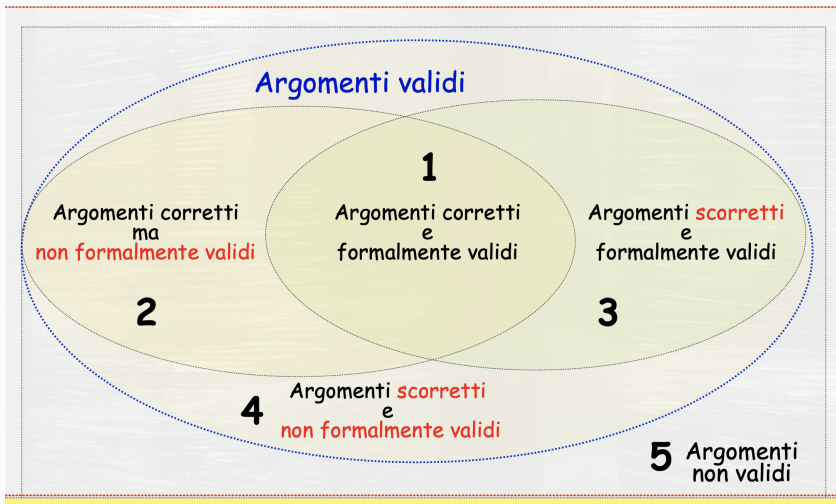 Argomenti validi
1
Argomenti corretti
ma
non formalmente validi
2
Argomenti corretti
e
formalmente validi
Argomenti scorretti
e
formalmente validi
3
4
Argomenti scorretti
e
non formalmente validi
5
Argomenti
non validi